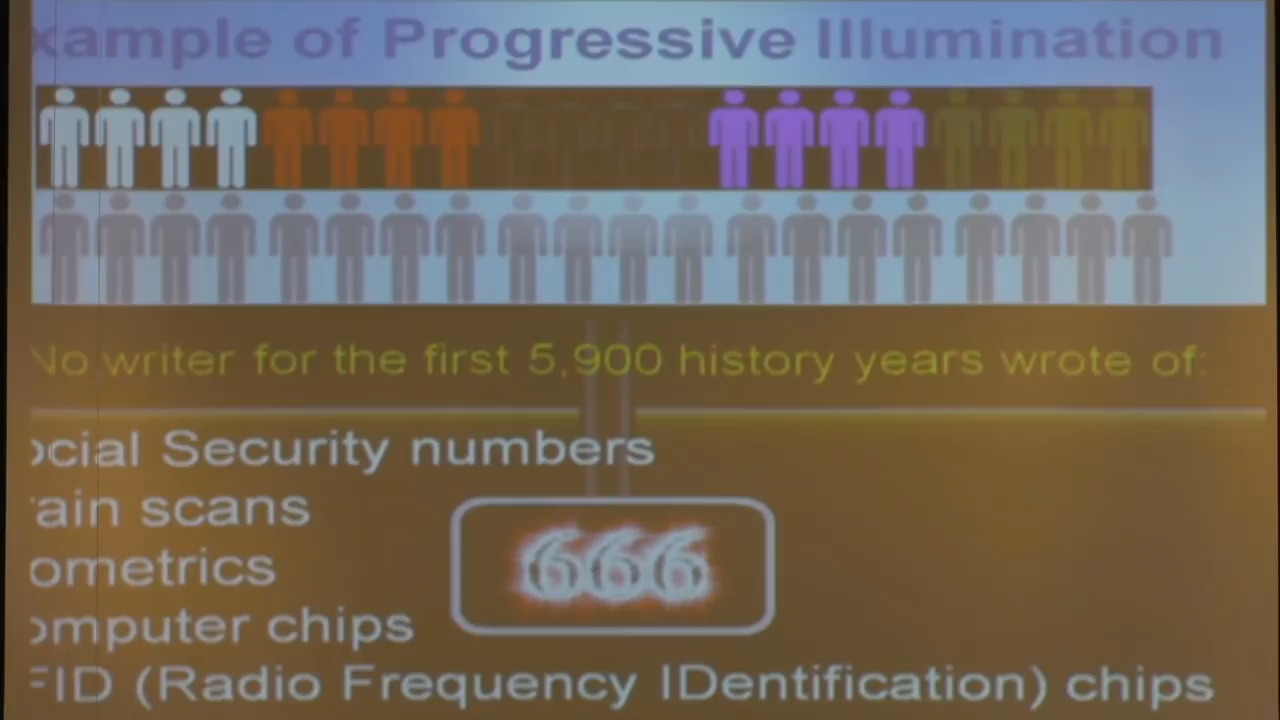 xample of Progressive Illumination
No writer for the first 5,900 history years wrote of:
ocial Security numbers
rain scans
ometrics
666
omputer chips
FID (Radio Frequency IDentification) chips